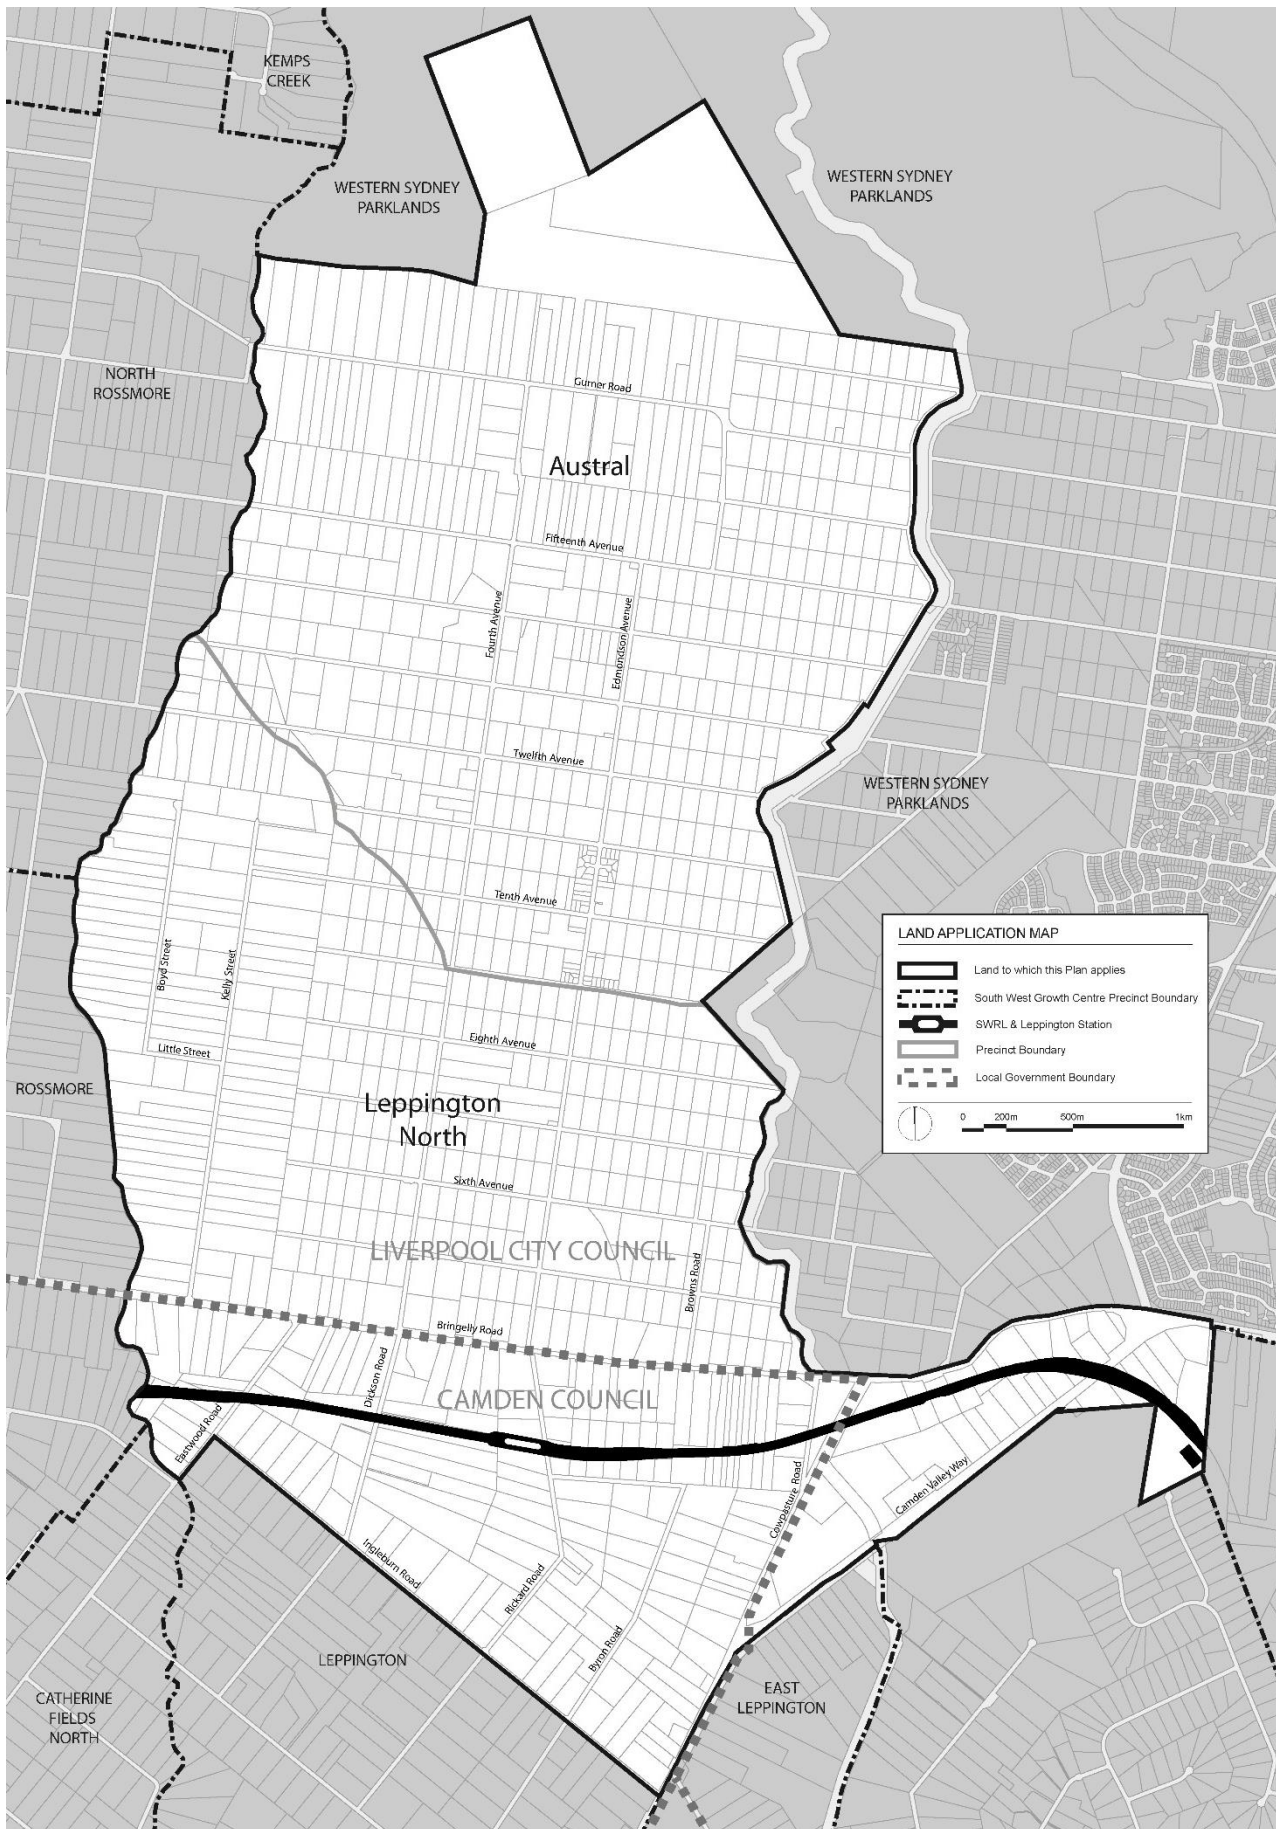 KEMPS
CREEK
WESTERN SYDNEY
PARKLANDS
WESTERN SYDNEY
PARKLANDS
NORTH
ROSSMORE
Gurner Road
Austral
Fifteenth Avenue
Fourth Avenue
Edmondson Avenue
Twelfth Avenue
WESTERN SYDNEY
PARKLANDS
Tenth Avenue
Boyd Street
Kelly Street
LAND APPLICATION MAP
Land to which this Plan applies
South West Growth Centre Precinct Boundary
SWRL & Leppington Station
Precinct Boundary
Local Government Boundary
0 200m 500m 1km
Eighth Avenue
Little Street
ROSSMORE
Leppington
North
Sixth Avenue
LIVERPOOL CITY COUNCIL
Browns Road
Bringelly Road
Dickson Road
CAMDEN COUNCIL
Eastwood Road
Cowpasture Road
Camden Valley Way
Ingleburn Road
Rickard Road
Byron Road
LEPPINGTON
EAST
LEPPINGTON
CATHERINE
FIELDS
NORTH